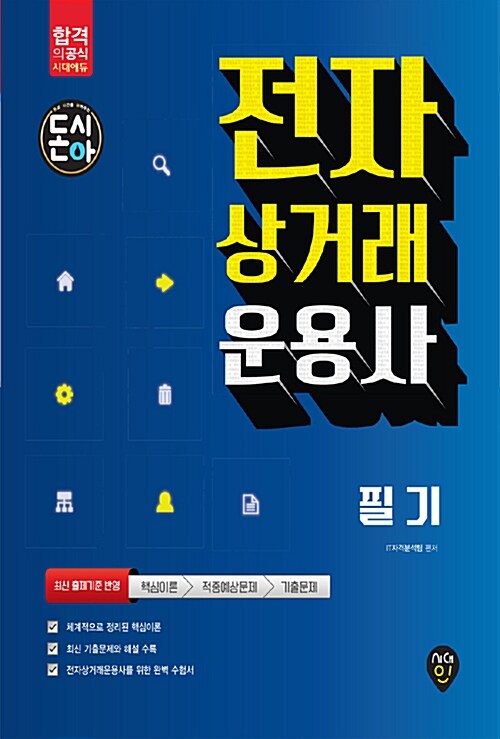 합격
의공식
시대에듀
돈시
돈아
전자
상거래
운용사
필기
IT자격분석팀 편저
최신 출제기준 반영 핵심이론 적중예상문제 기출문제
체계적으로 정리된 핵심이론
최신 기출문제와 해설 수록
전자상거래운용사를 위한 완벽 수험서
시대
인